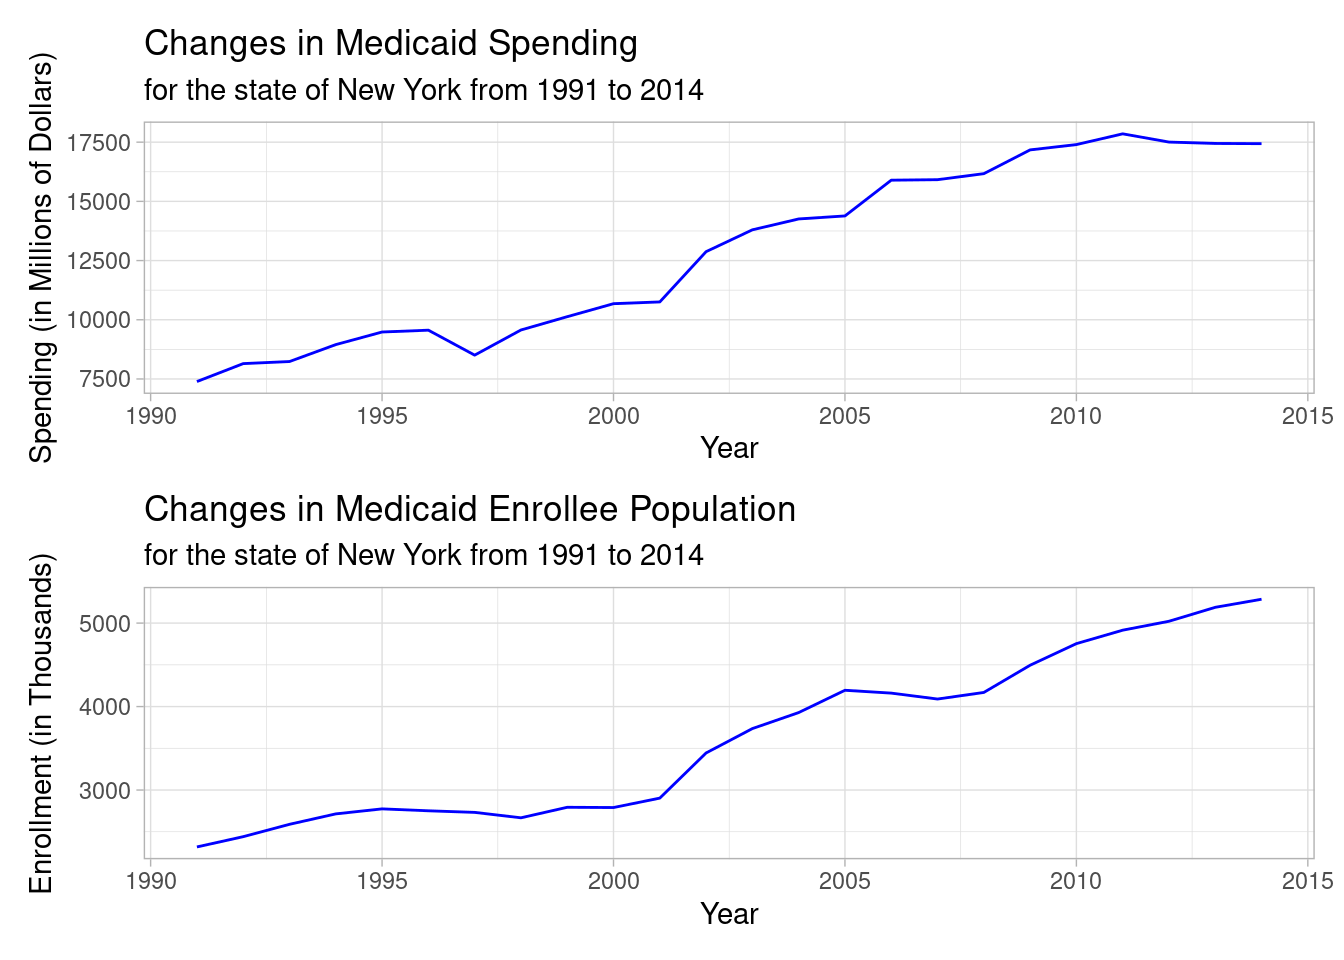 Changes in Medicaid Spending
for the state of New York from 1991 to 2014
Spending (in Millions of Dollars)
17500
15000
12500
10000
7500
1990 1995 2000 2005 2010 2015
Year
Changes in Medicaid Enrollee Population
for the state of New York from 1991 to 2014
Enrollment (in Thousands)
5000
4000
3000
1990 1995 2000 2005 2010 2015
Year